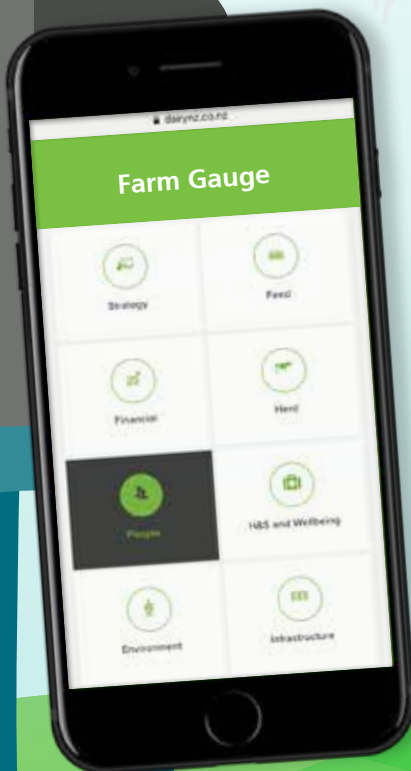 dairynz.co.nz
Farm Gauge
Strategy
Feed
Financial
Herd
People
H&S and Wellbeing
Environment
Infrastructure